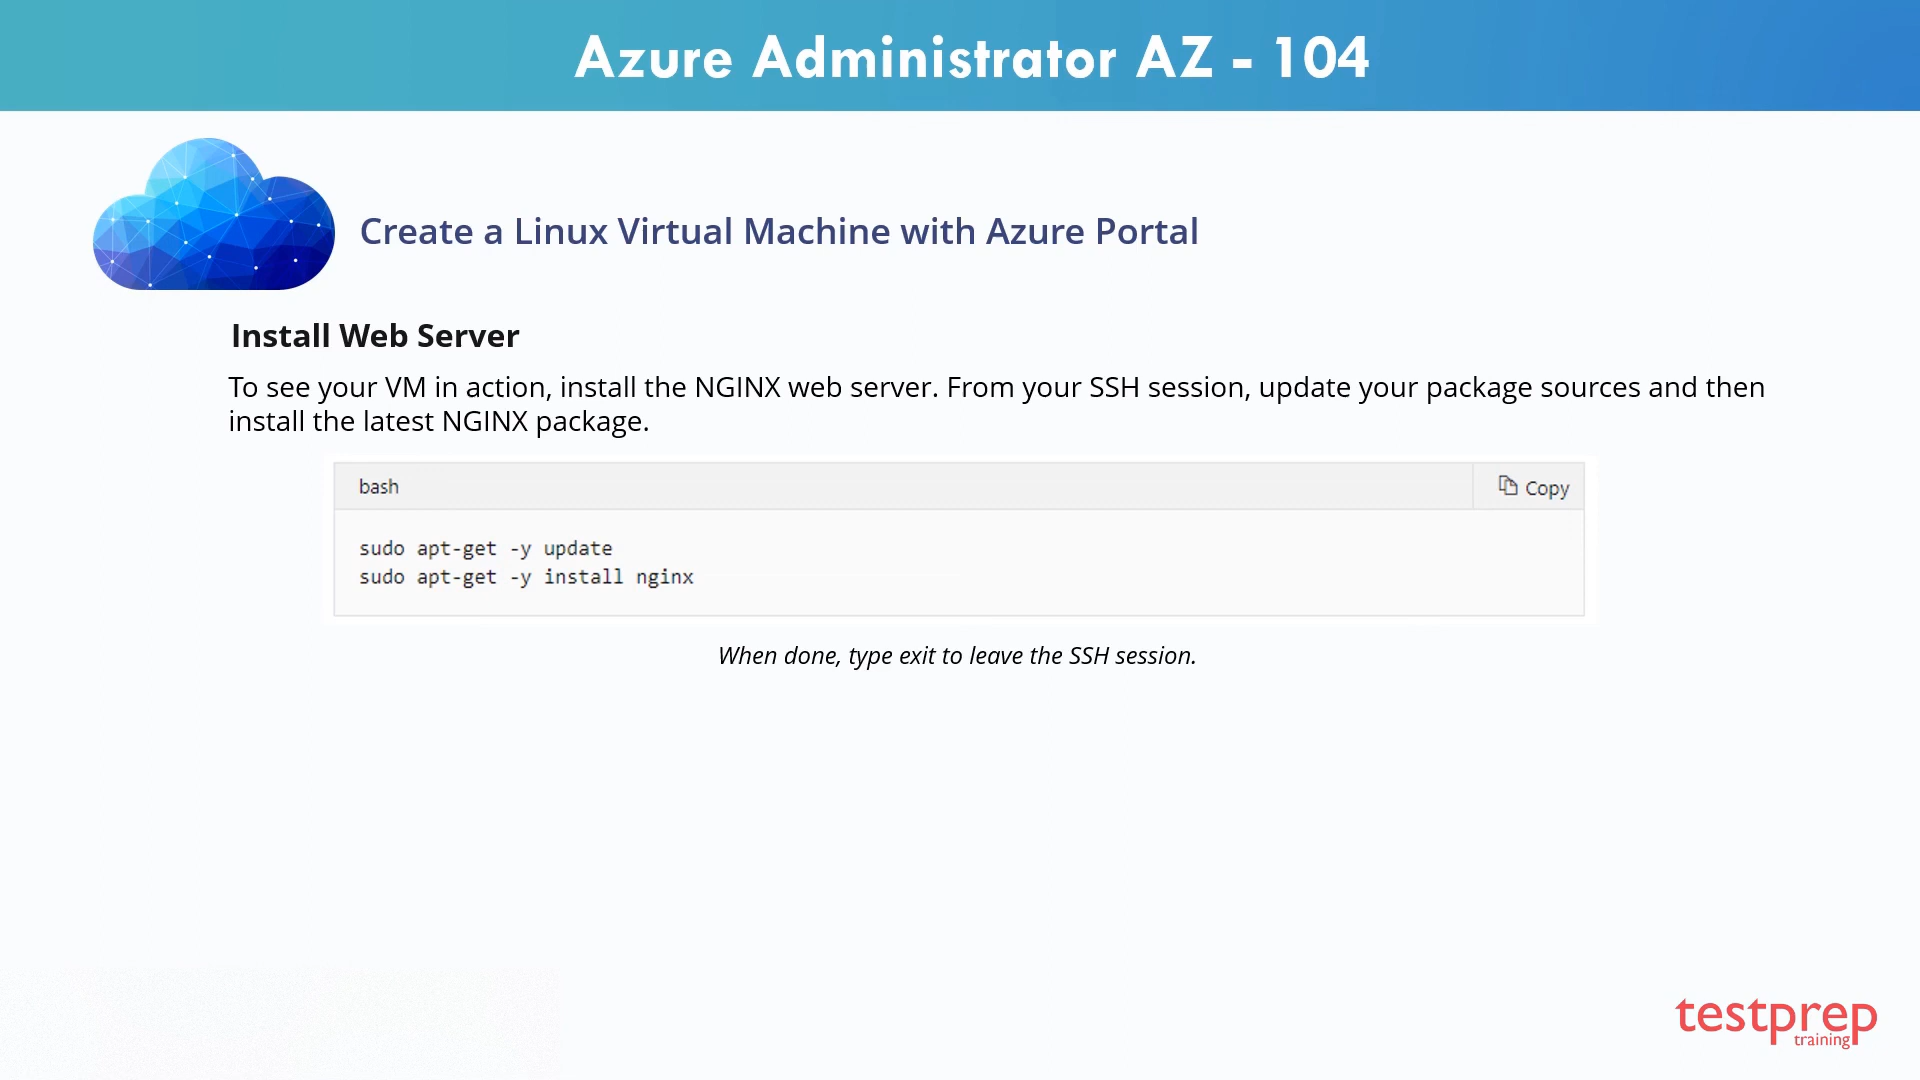 Azure Administrator AZ - 104
Create a Linux Virtual Machine with Azure Portal
Install Web Server
To see your VM in action, install the NGINX web server. From your SSH session, update your package sources and then
install the latest NGINX package.
bash
Copy
sudo apt-get -y update
sudo apt-get -y install nginx
When done, type exit to leave the SSH session.
testprep
training